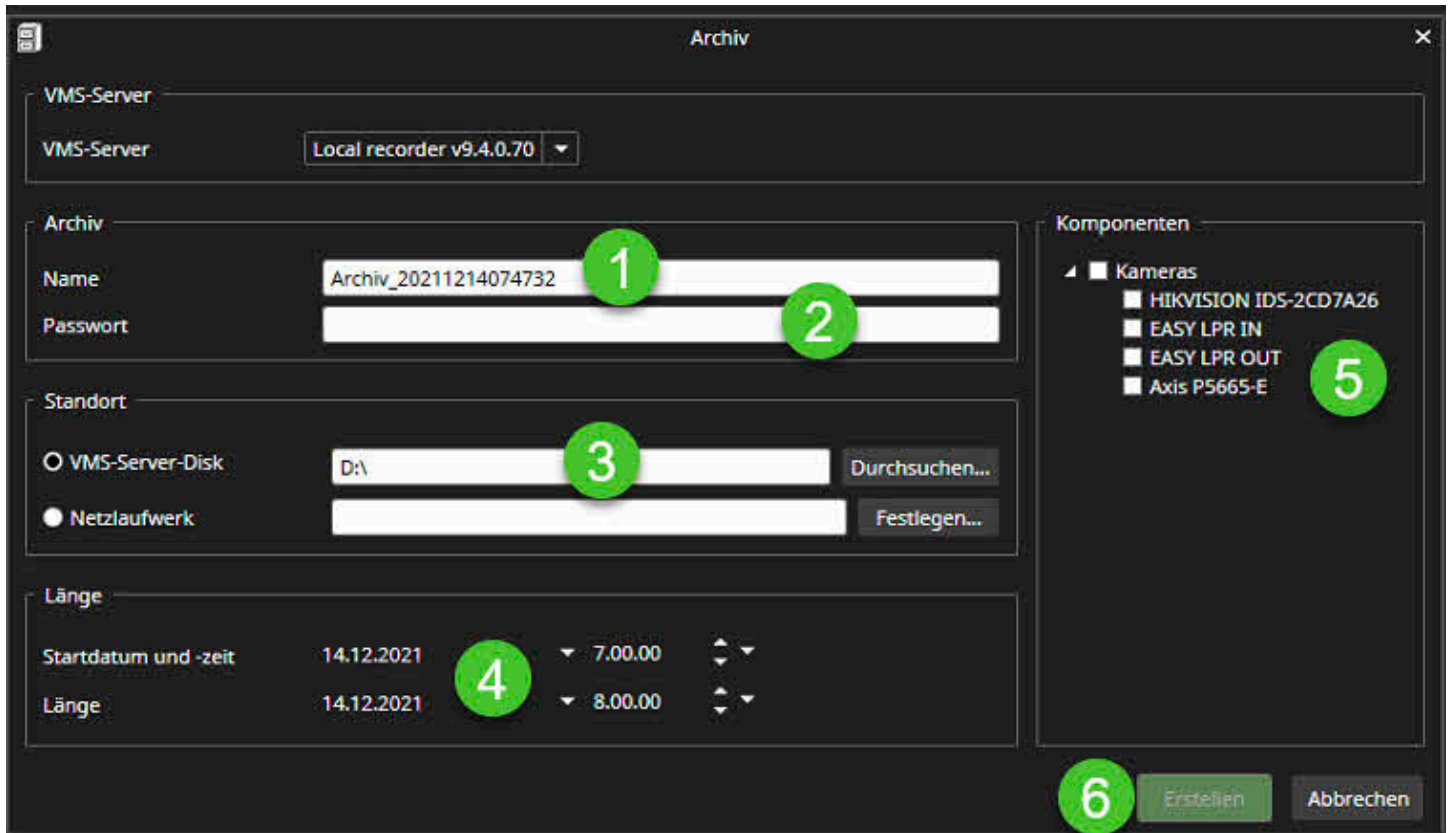 Archiv
VMS-Server
VMS-Server Local recorder v9.4.0.70
Archiv
Name Archiv_20211214074732 1
Passwort 2
Standort
VMS-Server-Disk D:\ 3 Durchsuchen...
Netzlaufwerk Festlegen...
Länge
Startdatum und -zeit 14.12.2021 7.00.00
4
Länge 14.12.2021 8.00.00
Komponenten
Kameras
HIKVISION IDS-2CD7A26
EASY LPR IN
EASY LPR OUT
Axis P5665-E
5
6 Erstellen Abbrechen